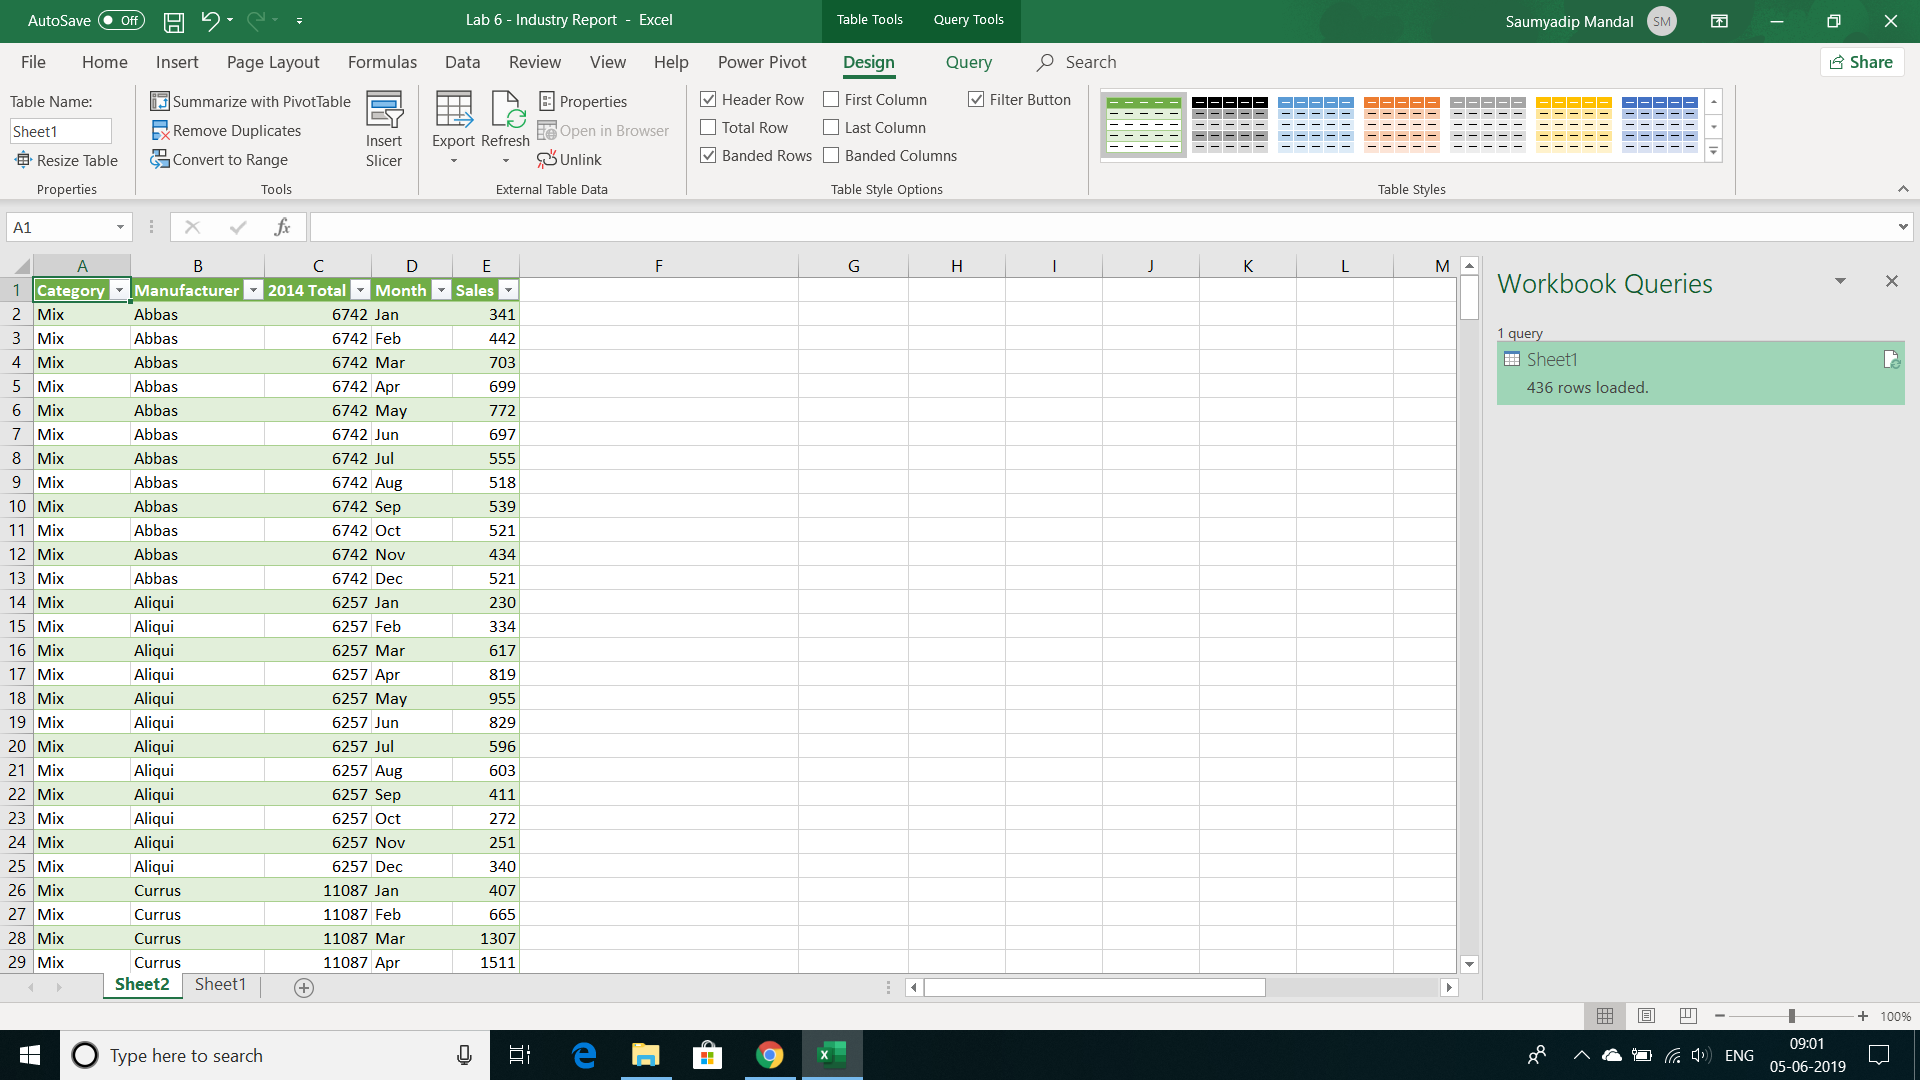 AutoSave Off Lab 6 - Industry Report - Excel Table Tools Query Tools Saumyadip Mandal SM
File Home Insert Page Layout Formulas Data Review View Help Power Pivot Design Query Search Share
Table Name:
Sheet1
Resize Table
Properties
Summarize with PivotTable
Remove Duplicates
Convert to Range
Insert Slicer
Tools
Export Refresh
Properties
Open in Browser
Unlink
External Table Data
Header Row First Column Filter Button
Total Row Last Column
Banded Rows Banded Columns
Table Style Options
Table Styles
A1 fx
A B C D E F G H I J K L M
1 Category Manufacturer 2014 Total Month Sales
2 Mix Abbas 6742 Jan 341
3 Mix Abbas 6742 Feb 442
4 Mix Abbas 6742 Mar 703
5 Mix Abbas 6742 Apr 699
6 Mix Abbas 6742 May 772
7 Mix Abbas 6742 Jun 697
8 Mix Abbas 6742 Jul 555
9 Mix Abbas 6742 Aug 518
10 Mix Abbas 6742 Sep 539
11 Mix Abbas 6742 Oct 521
12 Mix Abbas 6742 Nov 434
13 Mix Abbas 6742 Dec 521
14 Mix Aliqui 6257 Jan 230
15 Mix Aliqui 6257 Feb 334
16 Mix Aliqui 6257 Mar 617
17 Mix Aliqui 6257 Apr 819
18 Mix Aliqui 6257 May 955
19 Mix Aliqui 6257 Jun 829
20 Mix Aliqui 6257 Jul 596
21 Mix Aliqui 6257 Aug 603
22 Mix Aliqui 6257 Sep 411
23 Mix Aliqui 6257 Oct 272
24 Mix Aliqui 6257 Nov 251
25 Mix Aliqui 6257 Dec 340
26 Mix Currus 11087 Jan 407
27 Mix Currus 11087 Feb 665
28 Mix Currus 11087 Mar 1307
29 Mix Currus 11087 Apr 1511
Workbook Queries
1 query
Sheet1
436 rows loaded.
Sheet2 Sheet1
100%
Type here to search
ENG
09:01
05-06-2019